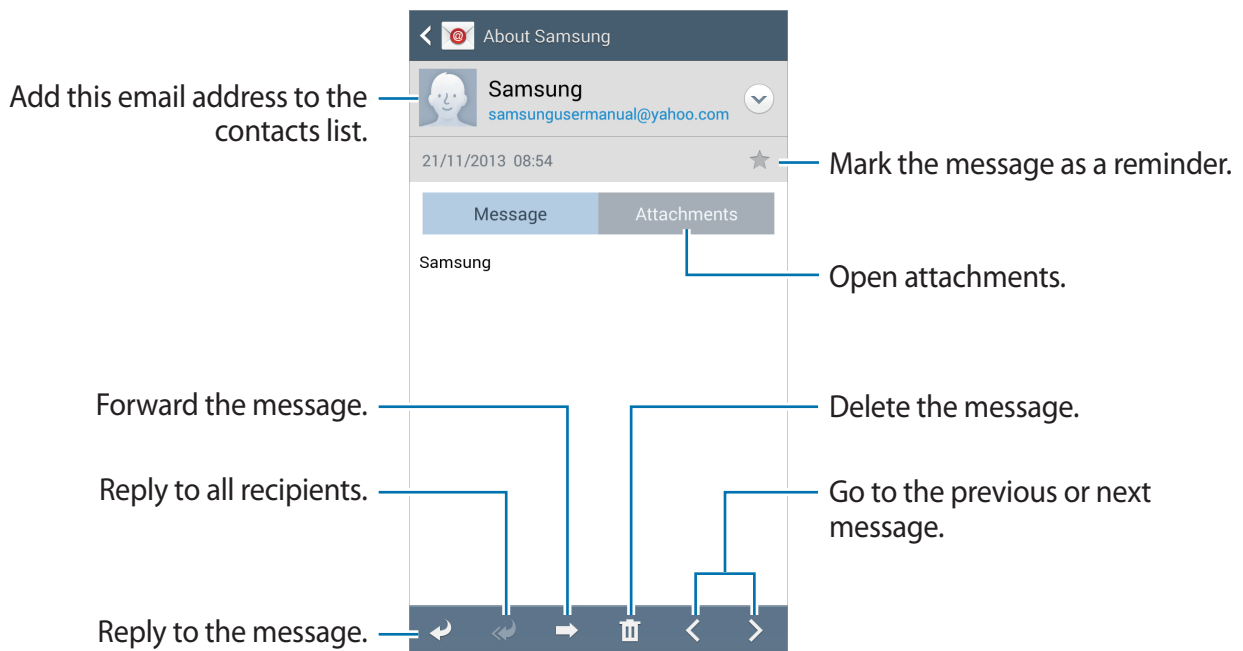 About Samsung
Add this email address to the
contacts list.
Samsung
samsungusermanual@yahoo.com
21/11/2013 08:54
Mark the message as a reminder.
Message
Attachments
Samsung
Open attachments.
Forward the message.
Delete the message.
Reply to all recipients.
Go to the previous or next
message.
Reply to the message.